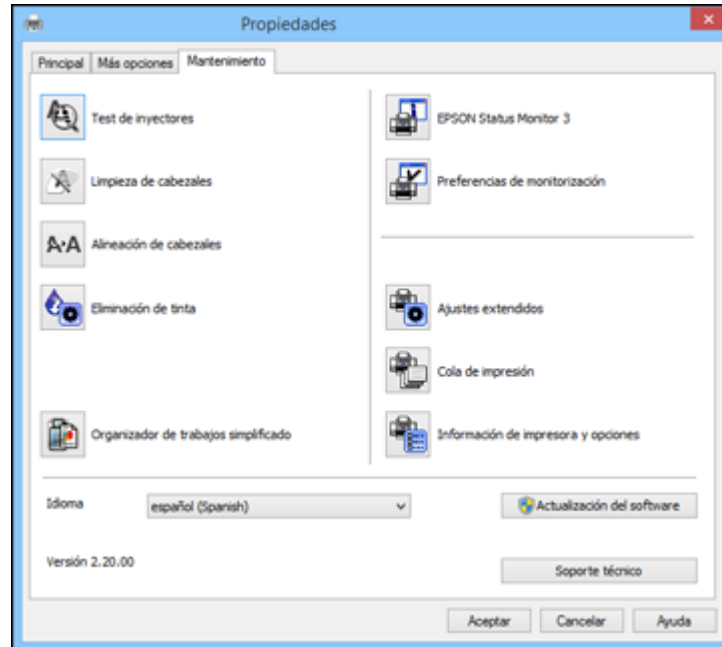 Propiedades
Principal Más opciones Mantenimiento
Test de inyectores
EPSON Status Monitor 3
Limpieza de cabezales
Preferencias de monitorización
A·A Alineación de cabezales
Eliminación de tinta
Ajustes extendidos
Cola de impresión
Organizador de trabajos simplificado
Información de impresora y opciones
Idioma
español (Spanish)
Actualización del software
Versión 2.20.00
Soporte técnico
Aceptar Cancelar Ayuda